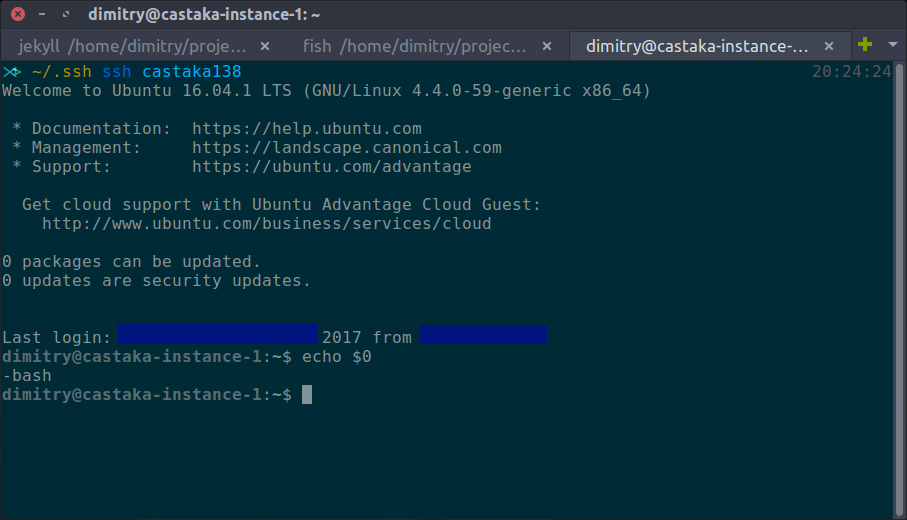 dimitry@castaka-instance-1: ~
jekyll /home/dimitry/proje... fish /home/dimitry/projec... dimitry@castaka-instance-...
~/.ssh ssh castaka138 20:24:24
Welcome to Ubuntu 16.04.1 LTS (GNU/Linux 4.4.0-59-generic x86_64)
* Documentation: https://help.ubuntu.com
* Management: https://landscape.canonical.com
* Support: https://ubuntu.com/advantage
Get cloud support with Ubuntu Advantage Cloud Guest:
http://www.ubuntu.com/business/services/cloud
0 packages can be updated.
0 updates are security updates.
Last login: 2017 from
dimitry@castaka-instance-1:~$ echo $0
-bash
dimitry@castaka-instance-1:~$